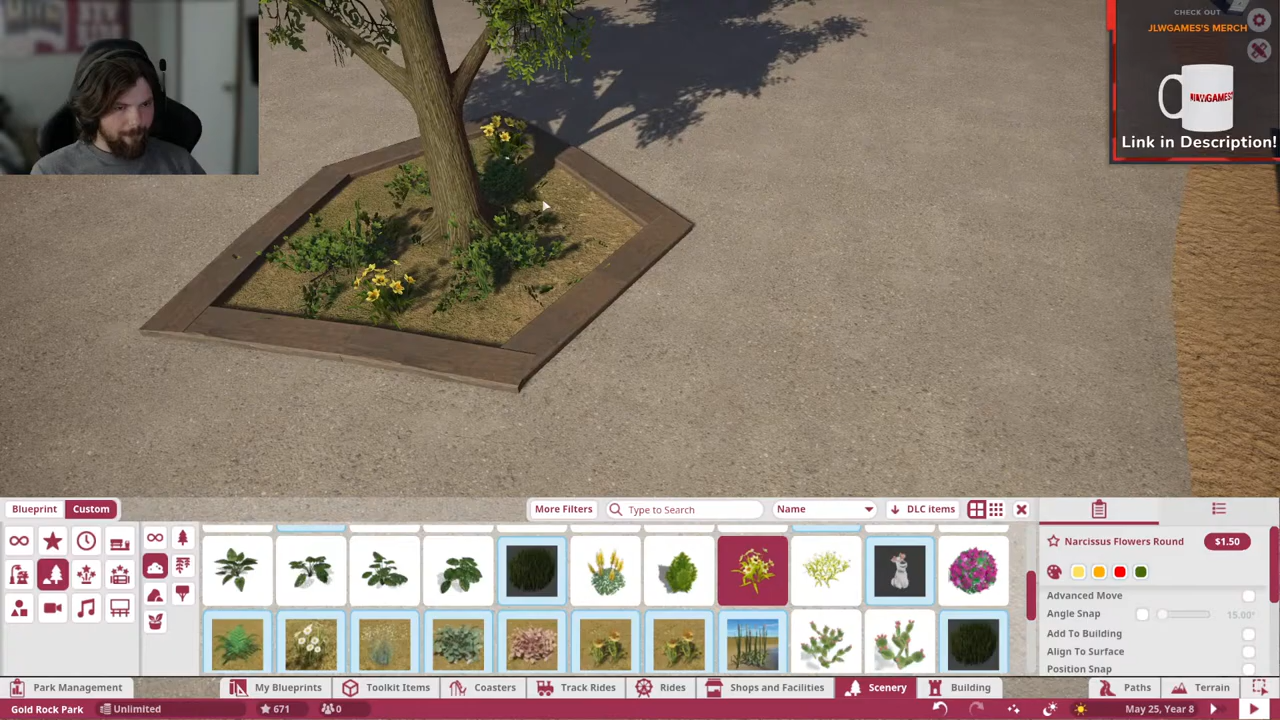 CHECK OUT
JLWGAMES'S MERCH
JLWGAMES
Link in Description!
Blueprint
Custom
More Filters
Type to Search
Name
DLC items
Narcissus Flowers Round
$1.50
Advanced Move
Angle Snap
15.00°
Add To Building
Align To Surface
Position Snap
Park Management
My Blueprints
Toolkit Items
Coasters
Track Rides
Rides
Shops and Facilities
Scenery
Building
Paths
Terrain
Gold Rock Park
Unlimited
671
0
May 25, Year 8